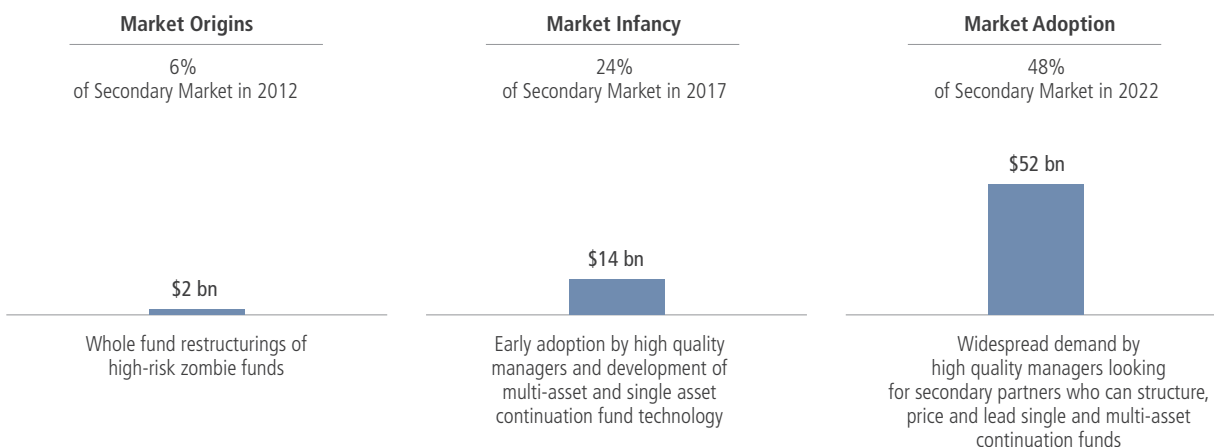 Market Origins
6%
of Secondary Market in 2012
$2 bn
Whole fund restructurings of
high-risk zombie funds
Market Infancy
24%
of Secondary Market in 2017
$14 bn
Early adoption by high quality
managers and development of
multi-asset and single asset
continuation fund technology
Market Adoption
48%
of Secondary Market in 2022
$52 bn
Widespread demand by
high quality managers looking
for secondary partners who can structure,
price and lead single and multi-asset
continuation funds